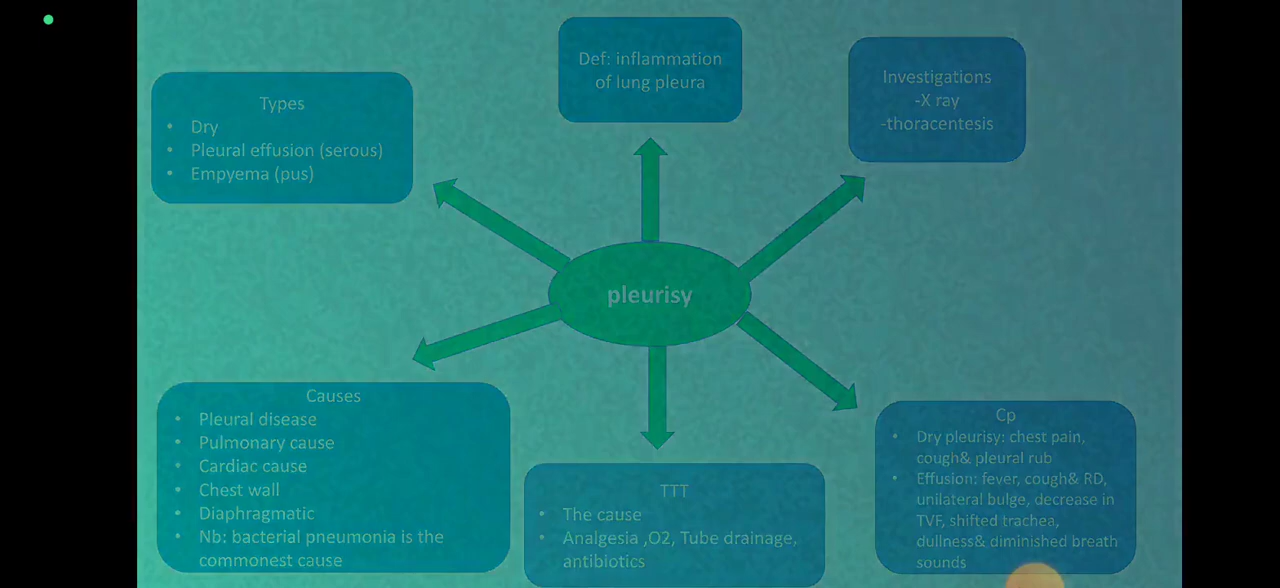 Def: inflammation
of lung pleura
Investigations
-X ray
-thoracentesis
Types
• Dry
• Pleural effusion (serous)
• Empyema (pus)
pleurisy
Causes
• Pleural disease
• Pulmonary cause
• Cardiac cause
• Chest wall
• Diaphragmatic
• Nb: bacterial pneumonia is the
commonest cause
TTT
• The cause
• Analgesia ,O2, Tube drainage,
antibiotics
Cp
• Dry pleurisy: chest pain,
cough& pleural rub
• Effusion: fever, cough& RD,
unilateral bulge, decrease in
TVF, shifted trachea,
dullness& diminished breath
sounds